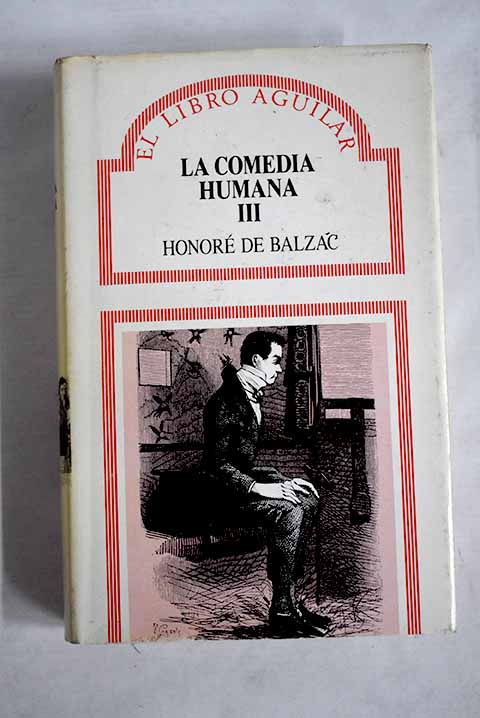 EL LIBRO AGUILAR
LA COMEDIA
HUMANA
III
HONORÉ DE BALZAC